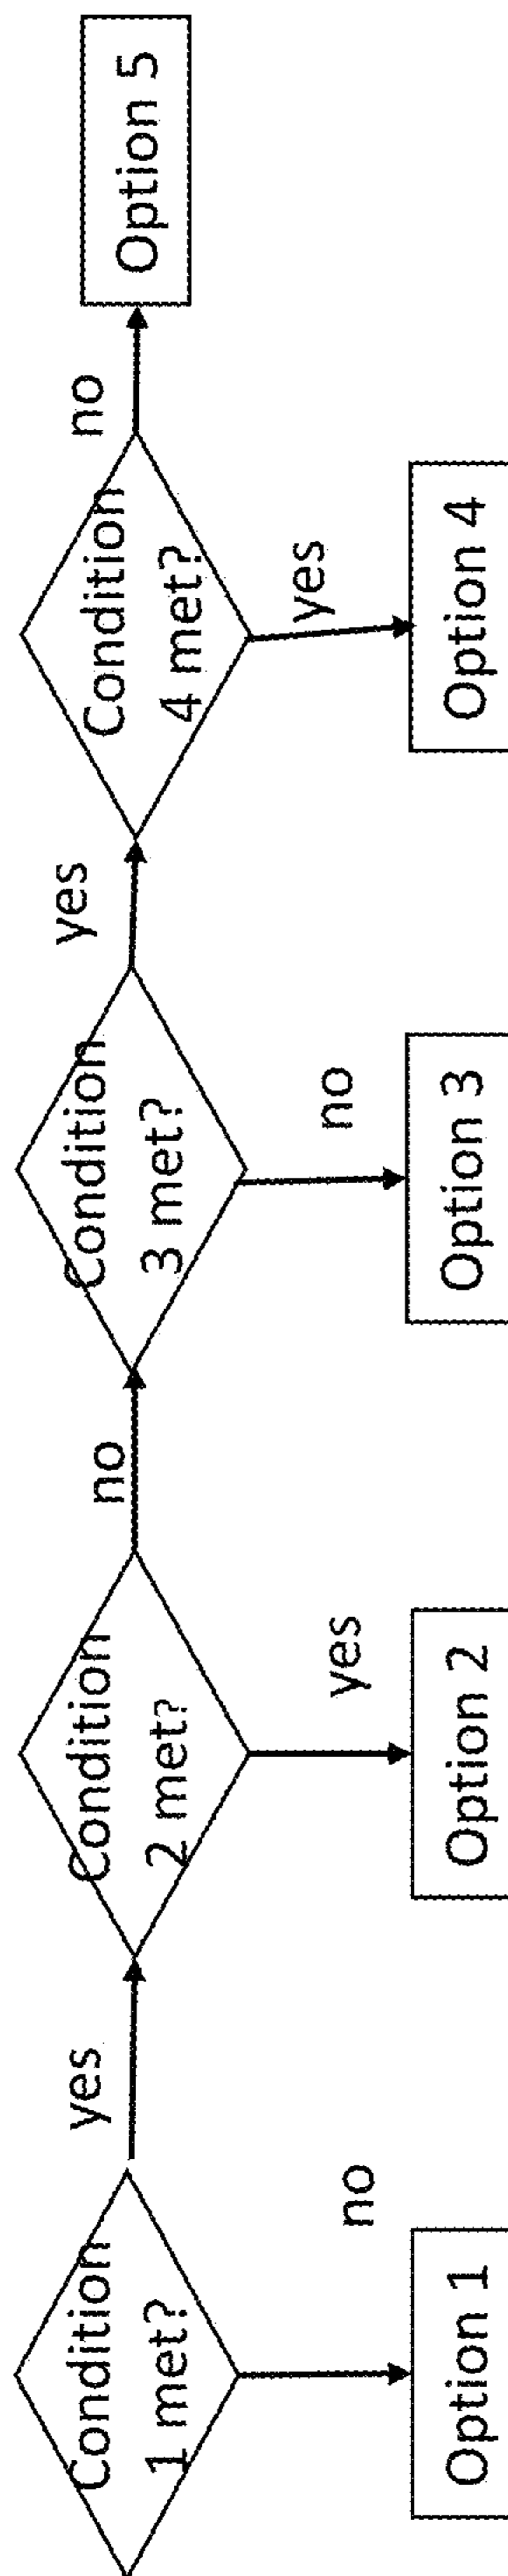 Condition
1 met?
yes
no
Option 1
Condition
2 met?
no
yes
Option 2
Condition
3 met?
yes
no
Option 3
Condition
4 met?
no
yes
Option 4
Option 5